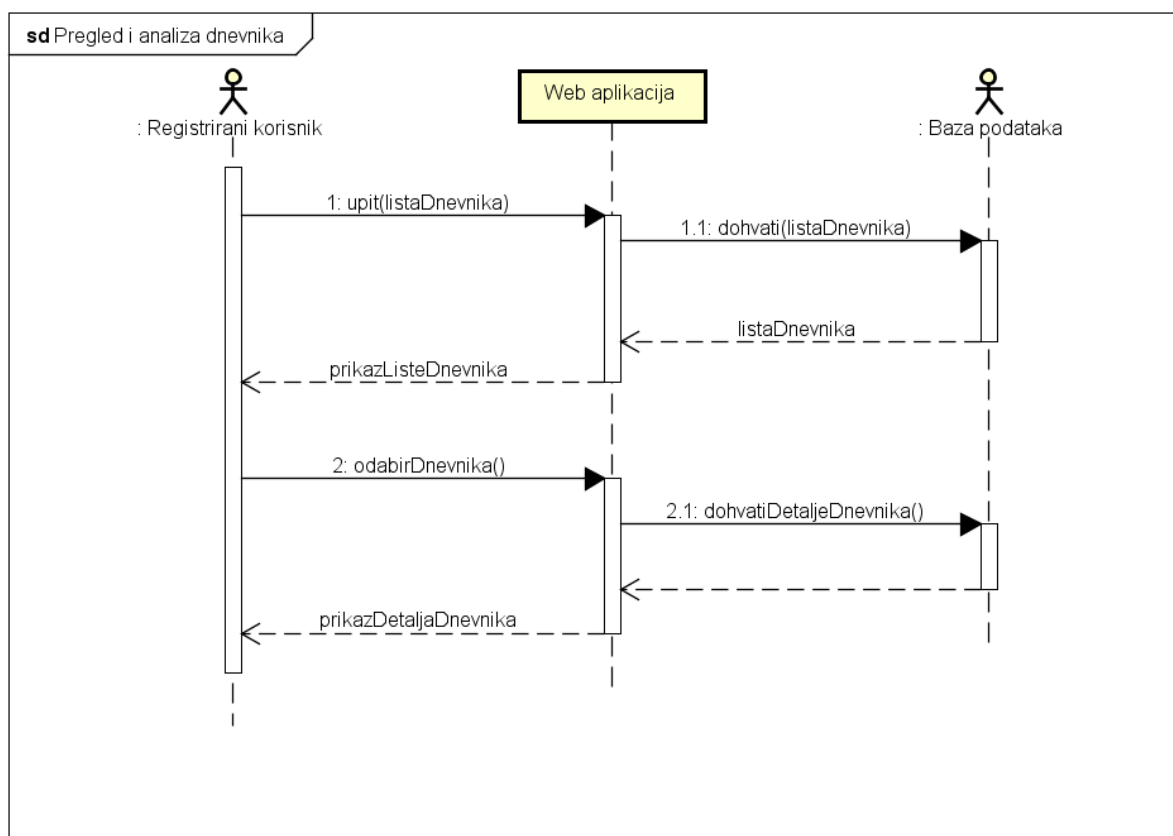 sd Pregled i analiza dnevnika
Web aplikacija
: Registrirani korisnik
: Baza podataka
1: upit(listaDnevnika)
1.1: dohvati(listaDnevnika)
listaDnevnika
prikazListeDnevnika
2: odabirDnevnika()
2.1: dohvatiDetaljeDnevnika()
prikazDetaljaDnevnika